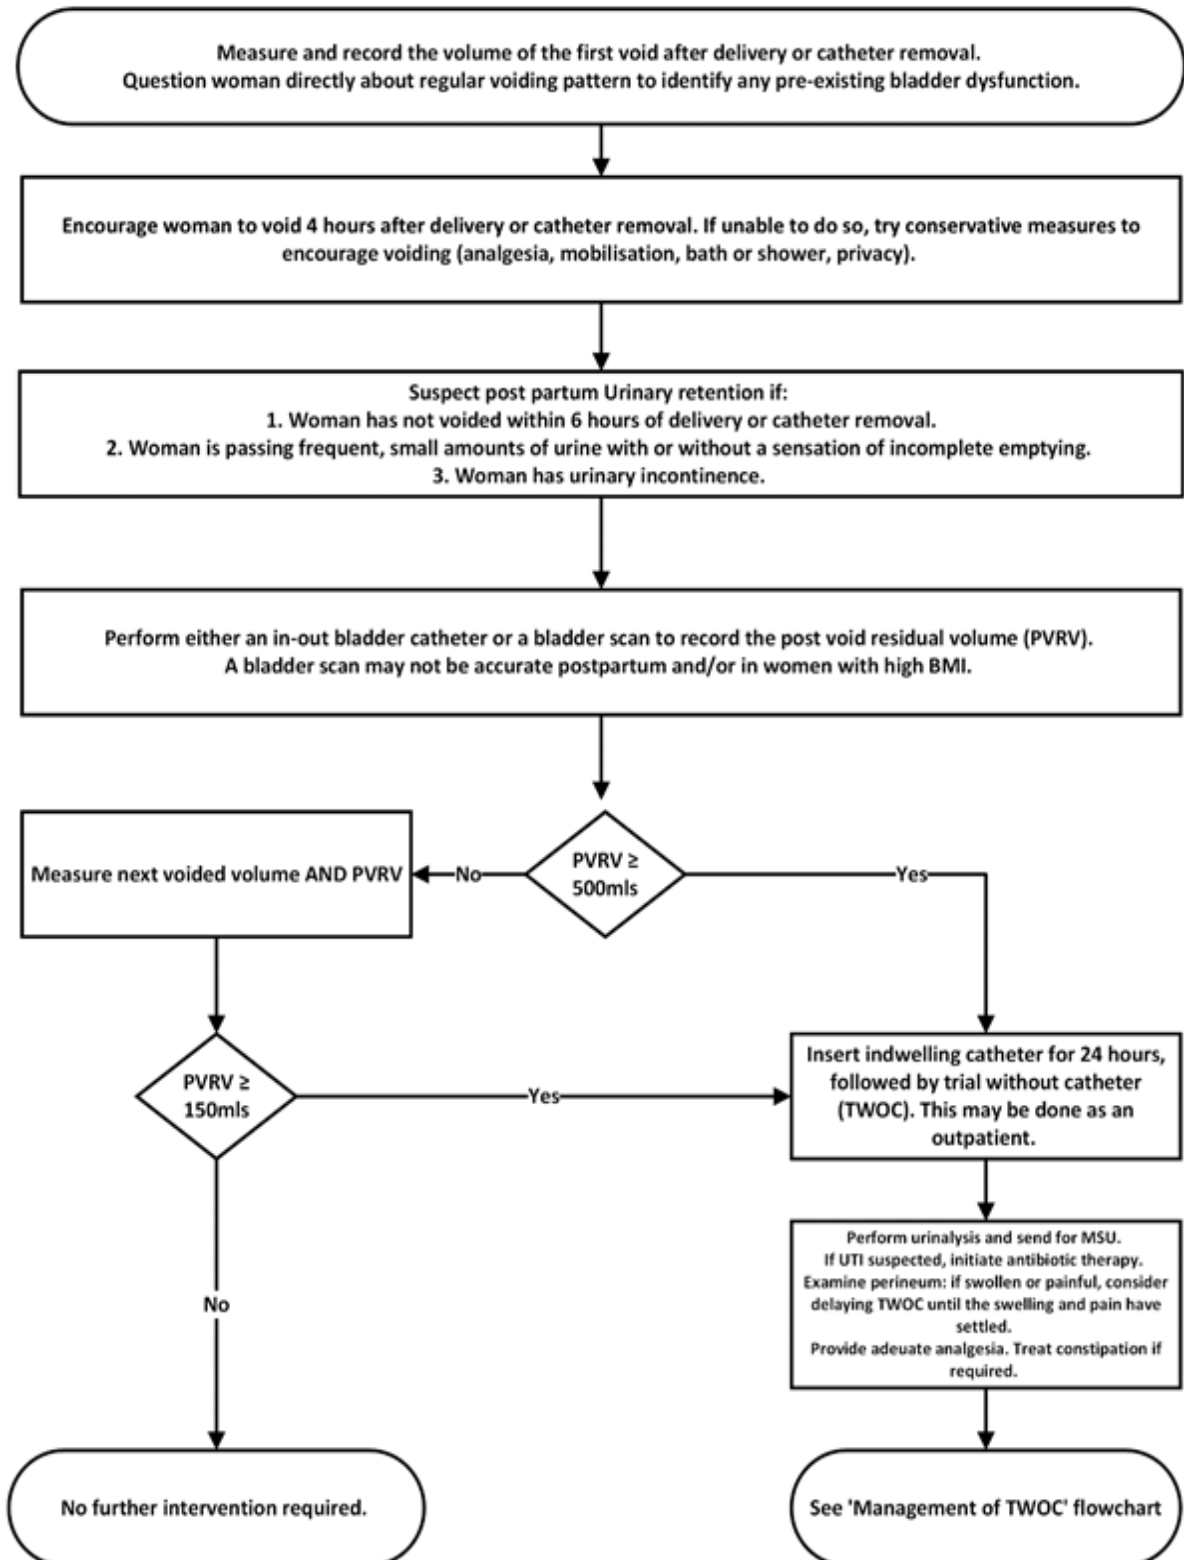 Measure and record the volume of the first void after delivery or catheter removal.
Question woman directly about regular voiding pattern to identify any pre-existing bladder dysfunction.
Encourage woman to void 4 hours after delivery or catheter removal. If unable to do so, try conservative measures to
encourage voiding (analgesia, mobilisation, bath or shower, privacy).
Suspect post partum Urinary retention if:
1. Woman has not voided within 6 hours of delivery or catheter removal.
2. Woman is passing frequent, small amounts of urine with or without a sensation of incomplete emptying.
3. Woman has urinary incontinence.
Perform either an in-out bladder catheter or a bladder scan to record the post void residual volume (PVRV).
A bladder scan may not be accurate postpartum and/or in women with high BMI.
PVRV ≥
500mls
No
Yes
Measure next voided volume AND PVRV
PVRV ≥
150mls
Yes
No
Insert indwelling catheter for 24 hours,
followed by trial without catheter
(TWOC). This may be done as an
outpatient.
Perform urinalysis and send for MSU.
If UTI suspected, initiate antibiotic therapy.
Examine perineum: if swollen or painful, consider
delaying TWOC until the swelling and pain have
settled.
Provide adeuate analgesia. Treat constipation if
required.
No further intervention required.
See 'Management of TWOC' flowchart